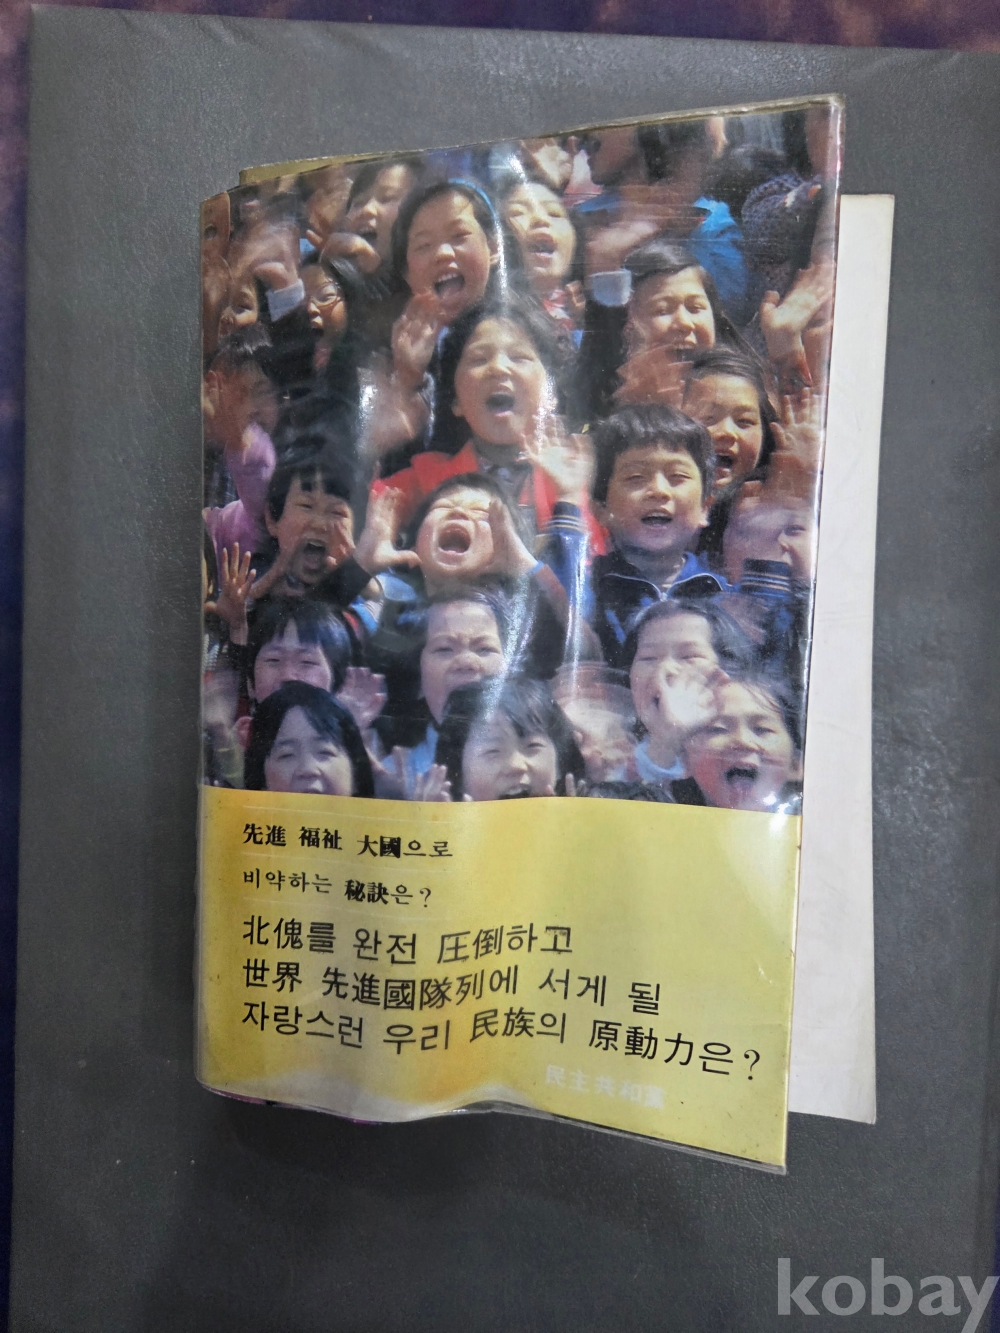 先進 福祉 大國으로
비약하는 秘訣은?
北傀를 완전 圧倒하고
世界 先進國隊列에 서게 될
자랑스런 우리 民族의 原動力은?
民主共和黨
kobay